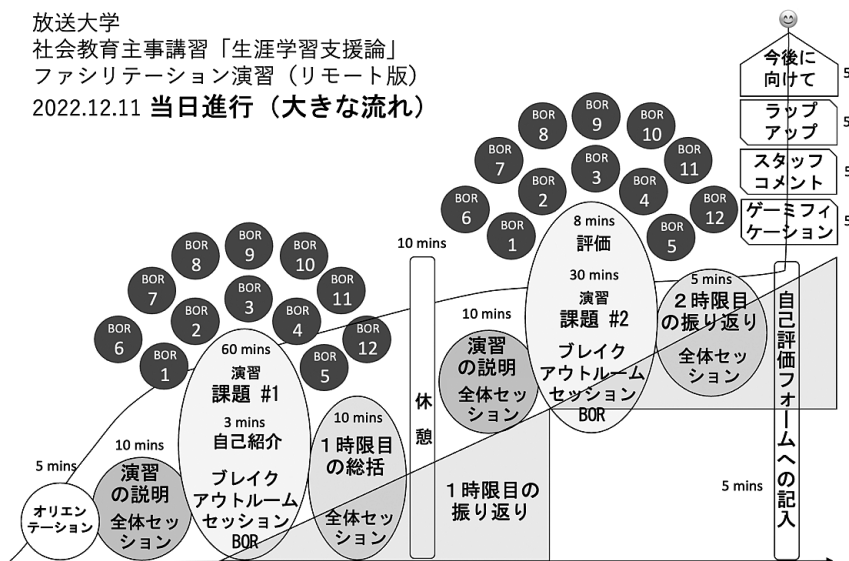 放送大学
社会教育主事講習「生涯学習支援論」
ファシリテーション演習（リモート版）
2022.12.11 当日進行（大きな流れ）
5 mins
オリエン
テーション
10 mins
演習
の説明
全体セッ
ション
BOR
6
BOR
7
BOR
8
BOR
9
BOR
10
BOR
11
BOR
12
BOR
1
BOR
2
BOR
3
BOR
4
BOR
5
60 mins
演習
課題 #1
3 mins
自己紹介
ブレイク
アウトルーム
セッション
BOR
10 mins
1時限目
の総括
全体セッ
ション
10 mins
休憩
1時限目の
振り返り
10 mins
演習
の説明
全体セッ
ション
BOR
6
BOR
7
BOR
8
BOR
9
BOR
10
BOR
11
BOR
12
BOR
1
BOR
2
BOR
3
BOR
4
BOR
5
8 mins
評価
30 mins
演習
課題 #2
ブレイク
アウトルーム
セッション
BOR
5 mins
2時限目
の振り返り
全体セッ
ション
5 mins
自己評価フォームへの記入
今後に
向けて
5
ラップ
アップ
5
スタッフ
コメント
5
ゲーミフィ
ケーション
5